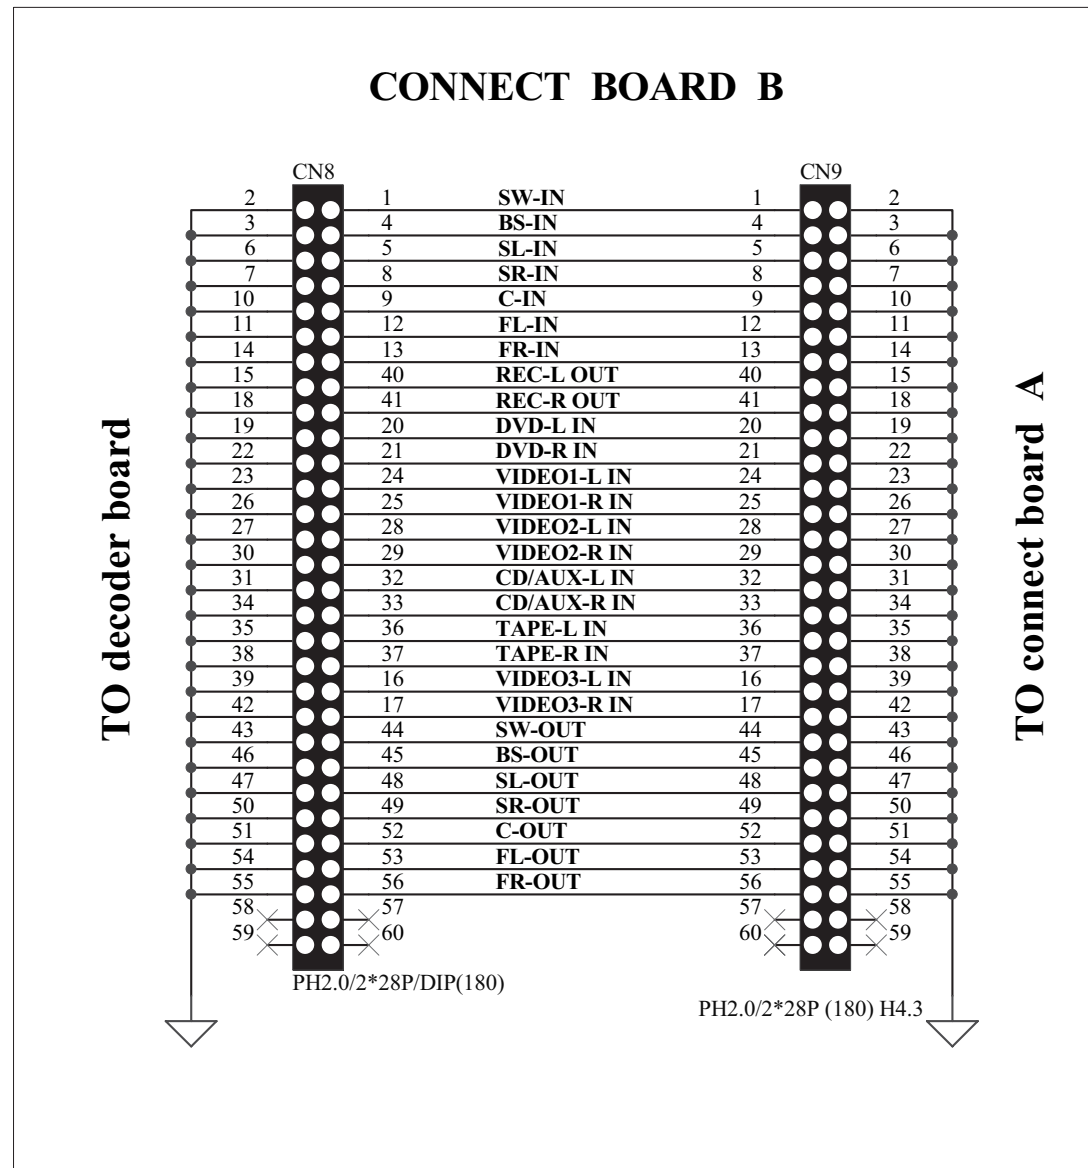 CONNECT BOARD B
CN8 CN9
2 1 SW-IN 1 2
3 4 BS-IN 4 3
6 5 SL-IN 5 6
7 8 SR-IN 8 7
10 9 C-IN 9 10
11 12 FL-IN 12 11
14 13 FR-IN 13 14
15 40 REC-L OUT 40 15
18 41 REC-R OUT 41 18
19 20 DVD-L IN 20 19
22 21 DVD-R IN 21 22
23 24 VIDEO1-L IN 24 23
26 25 VIDEO1-R IN 25 26
27 28 VIDEO2-L IN 28 27
30 29 VIDEO2-R IN 29 30
31 32 CD/AUX-L IN 32 31
34 33 CD/AUX-R IN 33 34
35 36 TAPE-L IN 36 35
38 37 TAPE-R IN 37 38
39 16 VIDEO3-L IN 16 39
42 17 VIDEO3-R IN 17 42
43 44 SW-OUT 44 43
46 45 BS-OUT 45 46
47 48 SL-OUT 48 47
50 49 SR-OUT 49 50
51 52 C-OUT 52 51
54 53 FL-OUT 53 54
55 56 FR-OUT 56 55
58 57 57 58
59 60 60 59
PH2.0/2*28P/DIP(180)
PH2.0/2*28P (180) H4.3
TO decoder board
TO connect board A